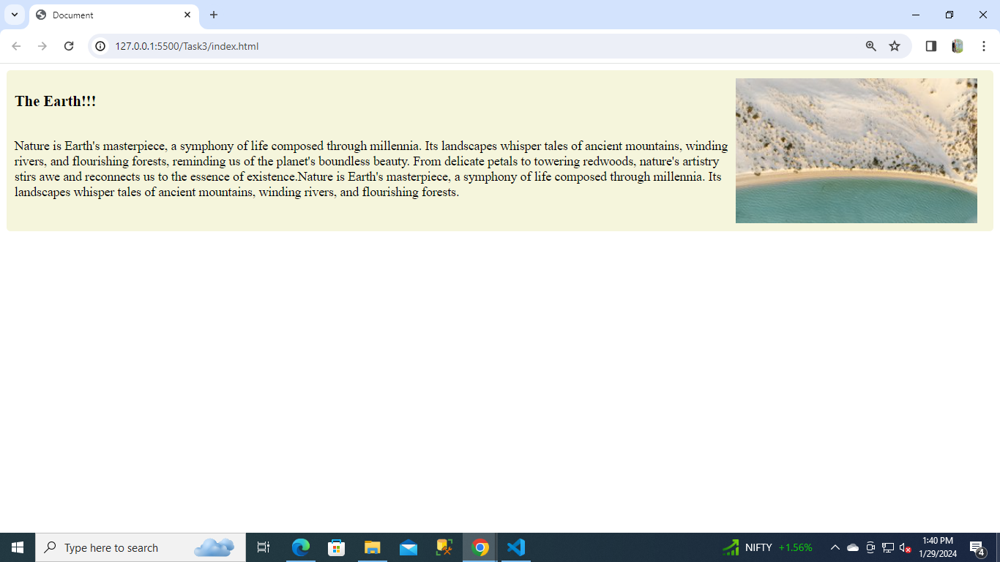 Document
127.0.0.1:5500/Task3/index.html
The Earth!!!
Nature is Earth's masterpiece, a symphony of life composed through millennia. Its landscapes whisper tales of ancient mountains, winding
rivers, and flourishing forests, reminding us of the planet's boundless beauty. From delicate petals to towering redwoods, nature's artistry
stirs awe and reconnects us to the essence of existence.Nature is Earth's masterpiece, a symphony of life composed through millennia. Its
landscapes whisper tales of ancient mountains, winding rivers, and flourishing forests.
Type here to search
NIFTY +1.56%
1:40 PM
1/29/2024
4